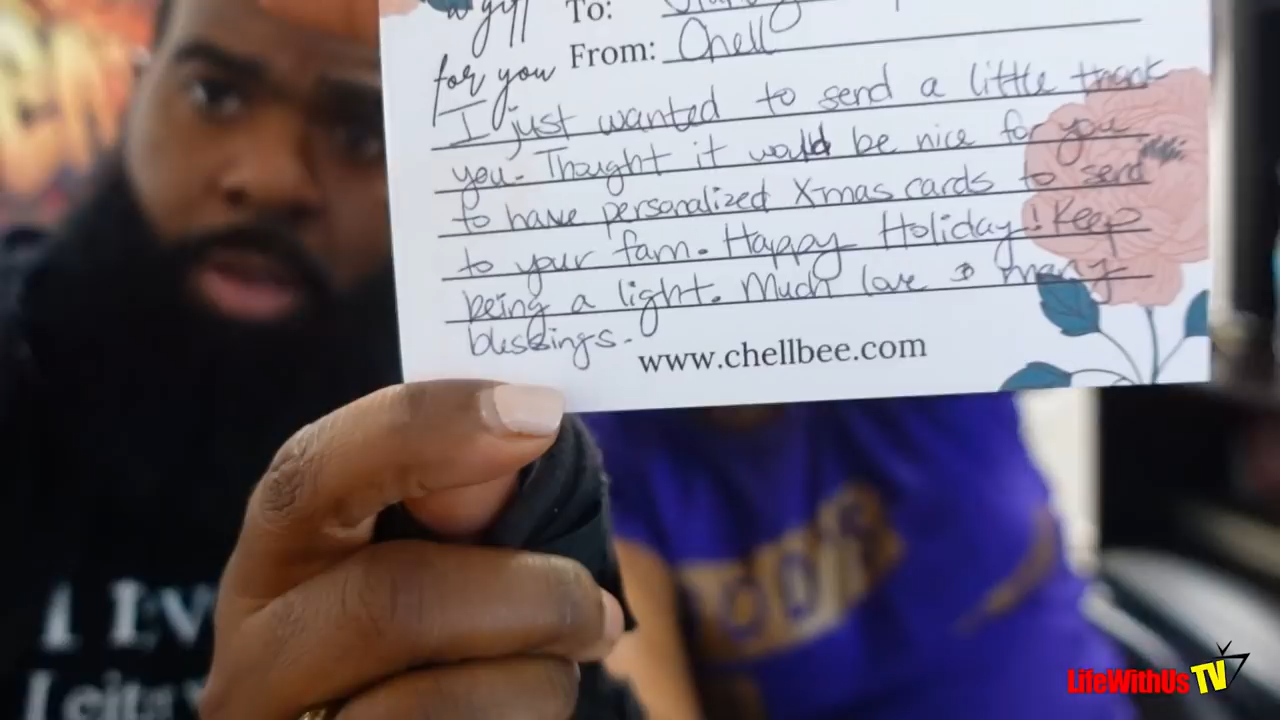 a gift
for you
To:
From: Chell
I just wanted to send a little thank
you. Thought it would be nice for you
to have personalized Xmas cards to send
to your fam. Happy Holiday! Keep
being a light. Much love & many
blessings.
www.chellbee.com
LifeWithUs TV